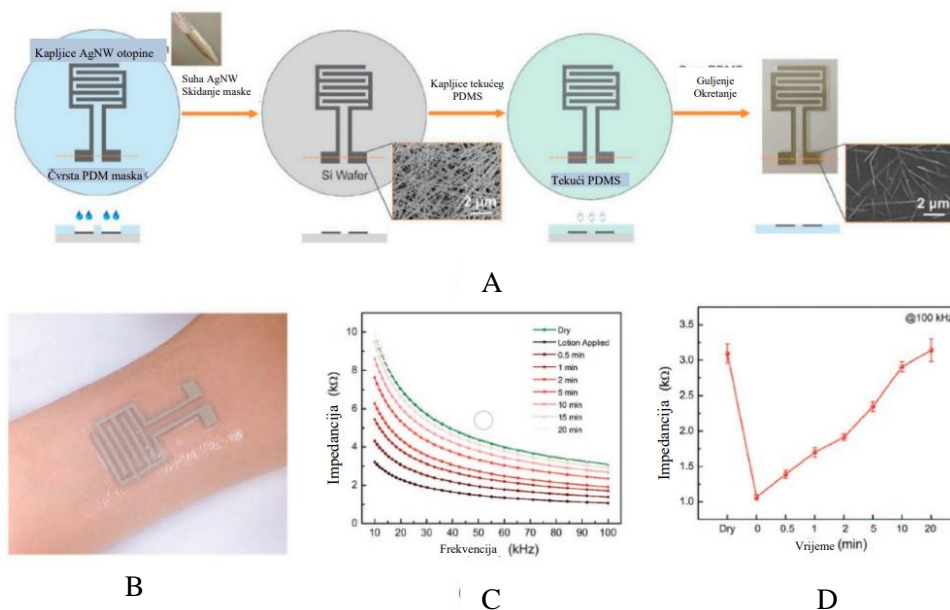 Kapljice AgNW otopine
Suha AgNW
Skidanje maske
Čvrsta PDM maska
Si Wafer
2 μm
Kapljice tekućeg
PDMS
Tekući PDMS
Guljenje
Okretanje
2 μm
A
B
Impedancija (kΩ)
10
8
6
4
2
0
Dry
Lotion Applied
0.5 min
1 min
2 min
5 min
10 min
15 min
20 min
10 20 30 40 50 60 70 80 90 100
Frekvencija (kHz)
C
@100 kHz
Impedancija (kΩ)
3.5
3.0
2.5
2.0
1.5
1.0
Dry 0 0.5 1 2 5 10 20
Vrijeme (min)
D